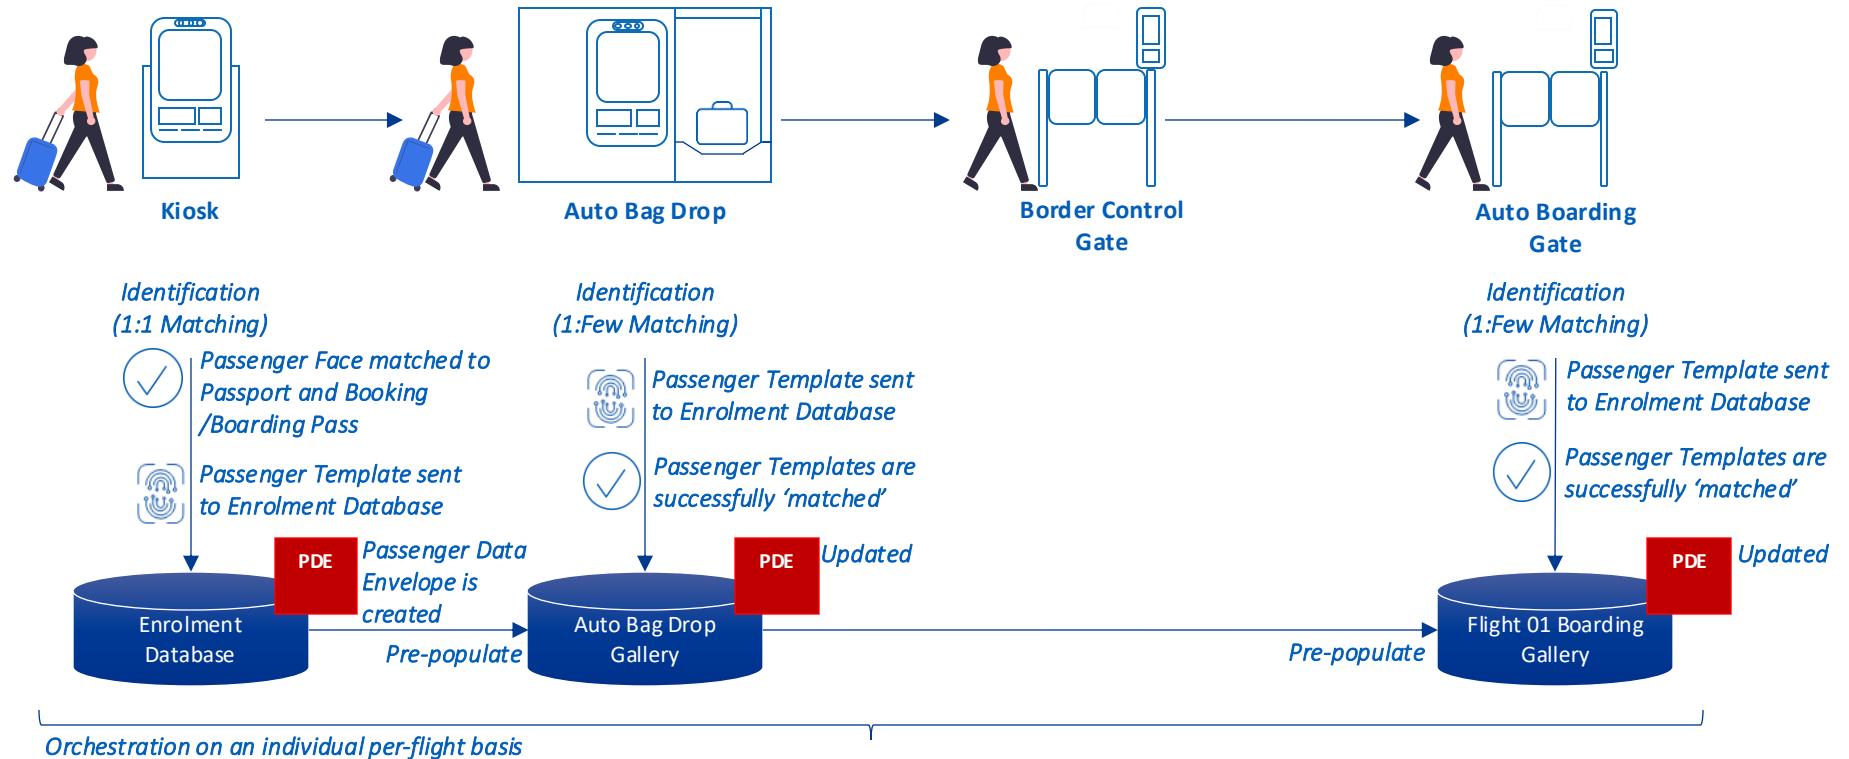 Kiosk
Auto Bag Drop
Border Control
Gate
Auto Boarding
Gate
Identification
(1:1 Matching)
Passenger Face matched to
Passport and Booking
/Boarding Pass
Passenger Template sent
to Enrolment Database
Identification
(1:Few Matching)
Passenger Template sent
to Enrolment Database
Passenger Templates are
successfully ‘matched’
Identification
(1:Few Matching)
Passenger Template sent
to Enrolment Database
Passenger Templates are
successfully ‘matched’
PDE
Passenger Data
Envelope is
created
PDE
Updated
PDE
Updated
Enrolment
Database
Pre-populate
Auto Bag Drop
Gallery
Pre-populate
Flight 01 Boarding
Gallery
Orchestration on an individual per-flight basis